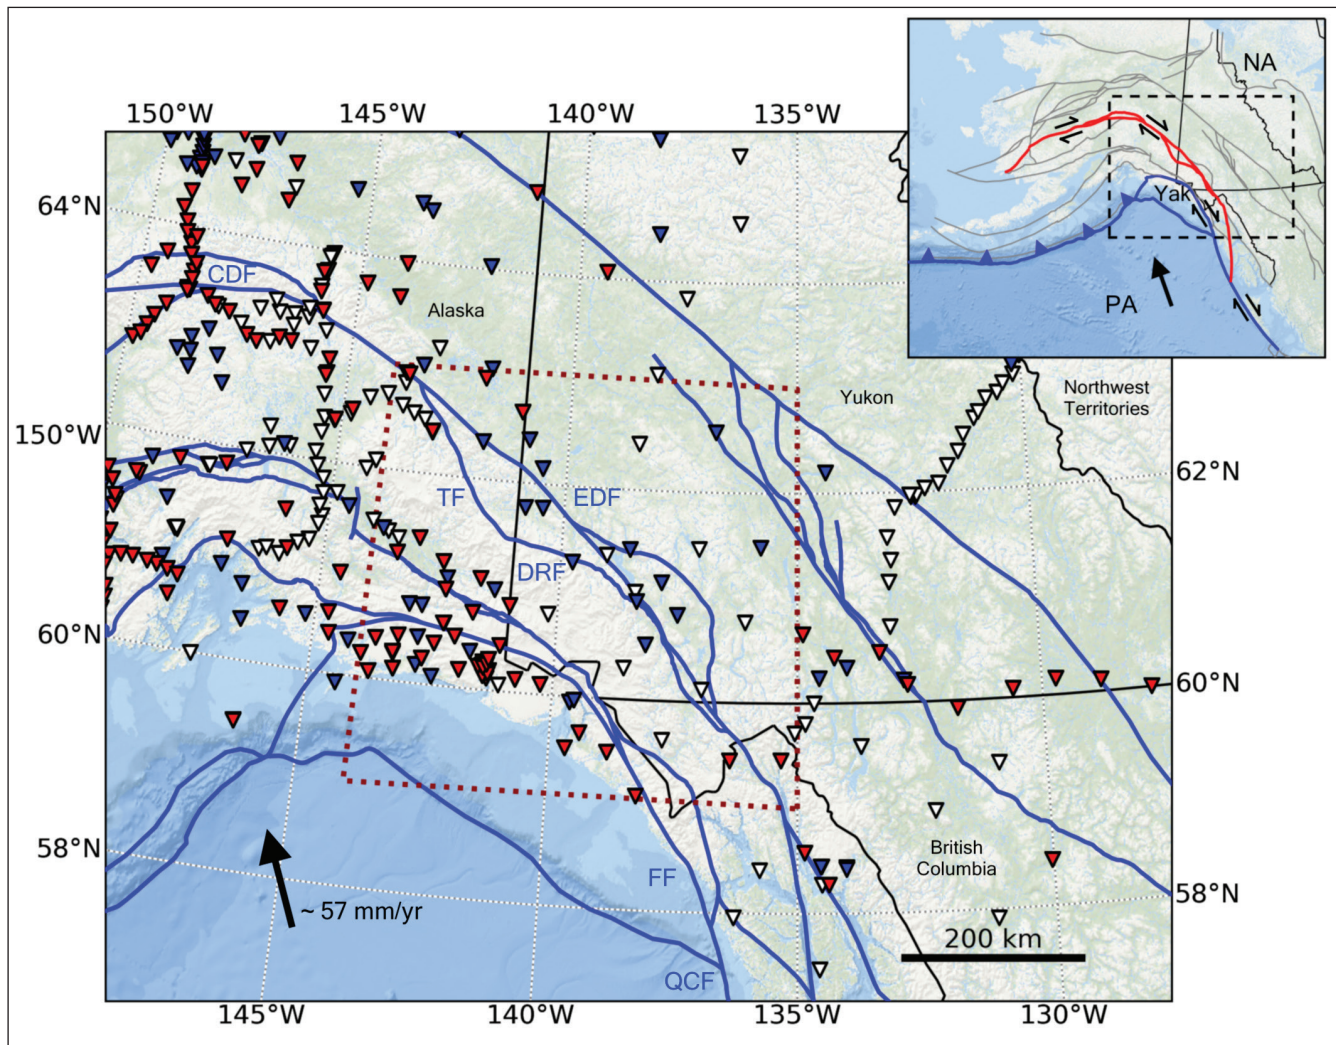 150°W 145°W 140°W 135°W
NA
Yak
PA
64°N
CDF
Alaska
Yukon
Northwest
Territories
150°W
62°N
TF
EDF
DRF
60°N
60°N
58°N
British
Columbia
FF
58°N
~ 57 mm/yr
200 km
QCF
145°W 140°W 135°W 130°W